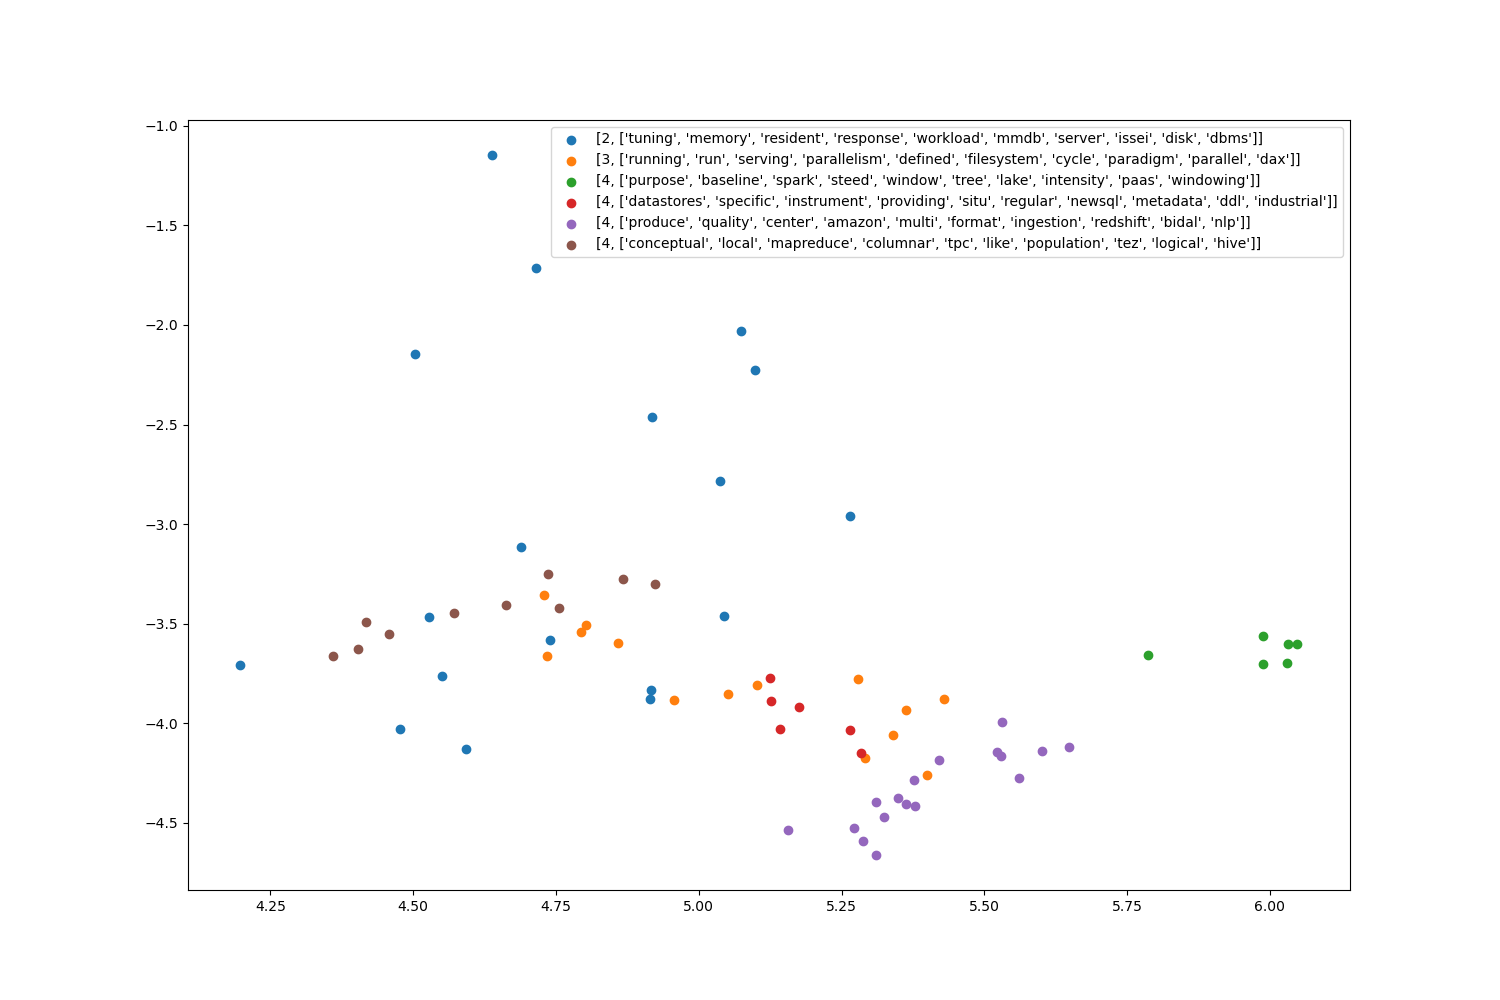 [2, ['tuning', 'memory', 'resident', 'response', 'workload', 'mmdb', 'server', 'issei', 'disk', 'dbms']]
[3, ['running', 'run', 'serving', 'parallelism', 'defined', 'filesystem', 'cycle', 'paradigm', 'parallel', 'dax']]
[4, ['purpose', 'baseline', 'spark', 'steed', 'window', 'tree', 'lake', 'intensity', 'paas', 'windowing']]
[4, ['datastores', 'specific', 'instrument', 'providing', 'situ', 'regular', 'newsql', 'metadata', 'ddl', 'industrial']]
[4, ['produce', 'quality', 'center', 'amazon', 'multi', 'format', 'ingestion', 'redshift', 'bidal', 'nlp']]
[4, ['conceptual', 'local', 'mapreduce', 'columnar', 'tpc', 'like', 'population', 'tez', 'logical', 'hive']]
−1.0
−1.5
−2.0
−2.5
−3.0
−3.5
−4.0
−4.5
4.25 4.50 4.75 5.00 5.25 5.50 5.75 6.00